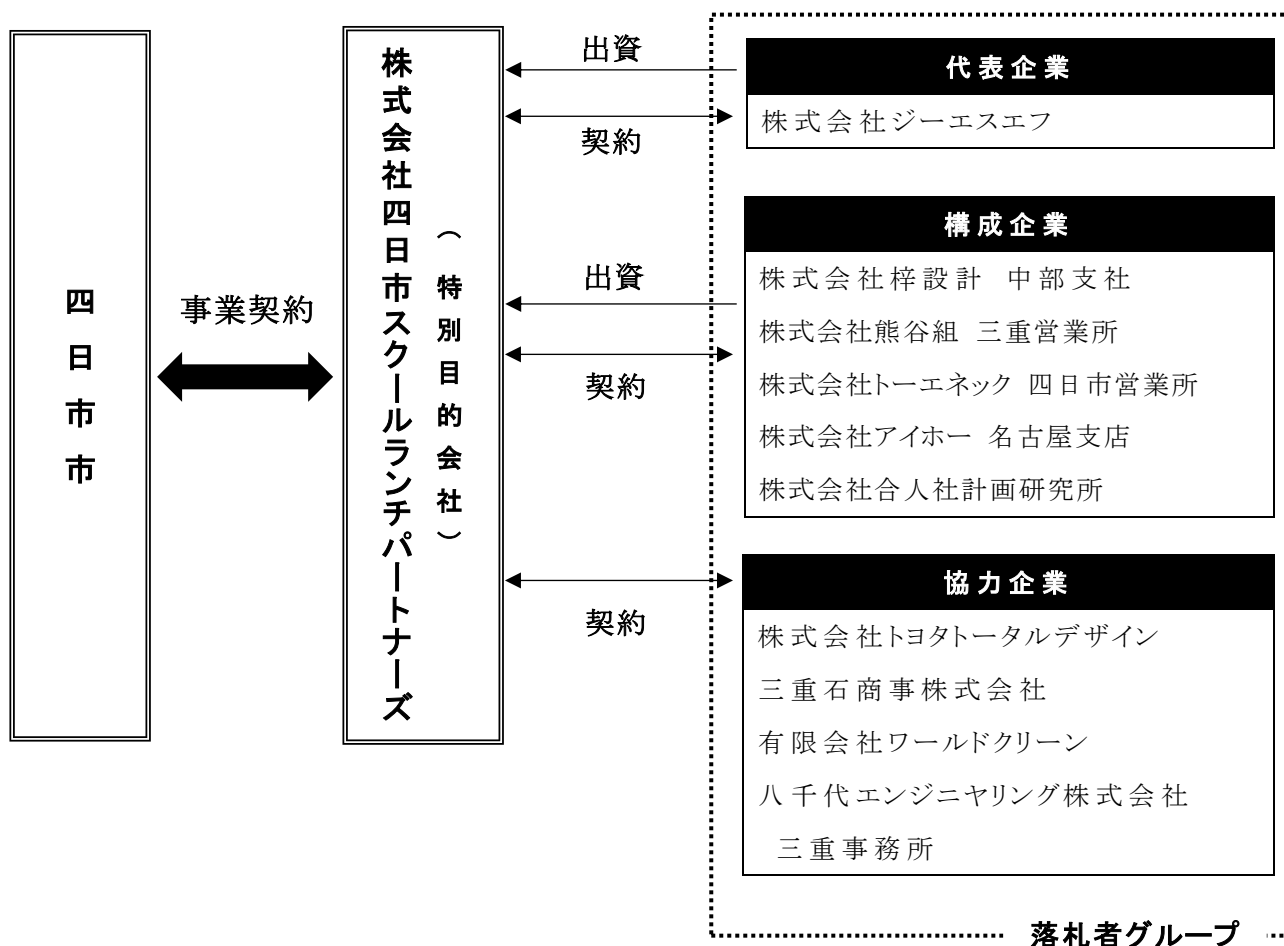 四日市市
事業契約
株式会社四日市スクールランチパートナーズ
（特別目的会社）
出資
契約
出資
契約
契約
代表企業
株式会社ジーエスエフ
構成企業
株式会社梓設計 中部支社
株式会社熊谷組 三重営業所
株式会社トーエネック 四日市営業所
株式会社アイホー 名古屋支店
株式会社合人社計画研究所
協力企業
株式会社トヨタトータルデザイン
三重石商事株式会社
有限会社ワールドクリーン
八千代エンジニヤリング株式会社
三重事務所
落札者グループ